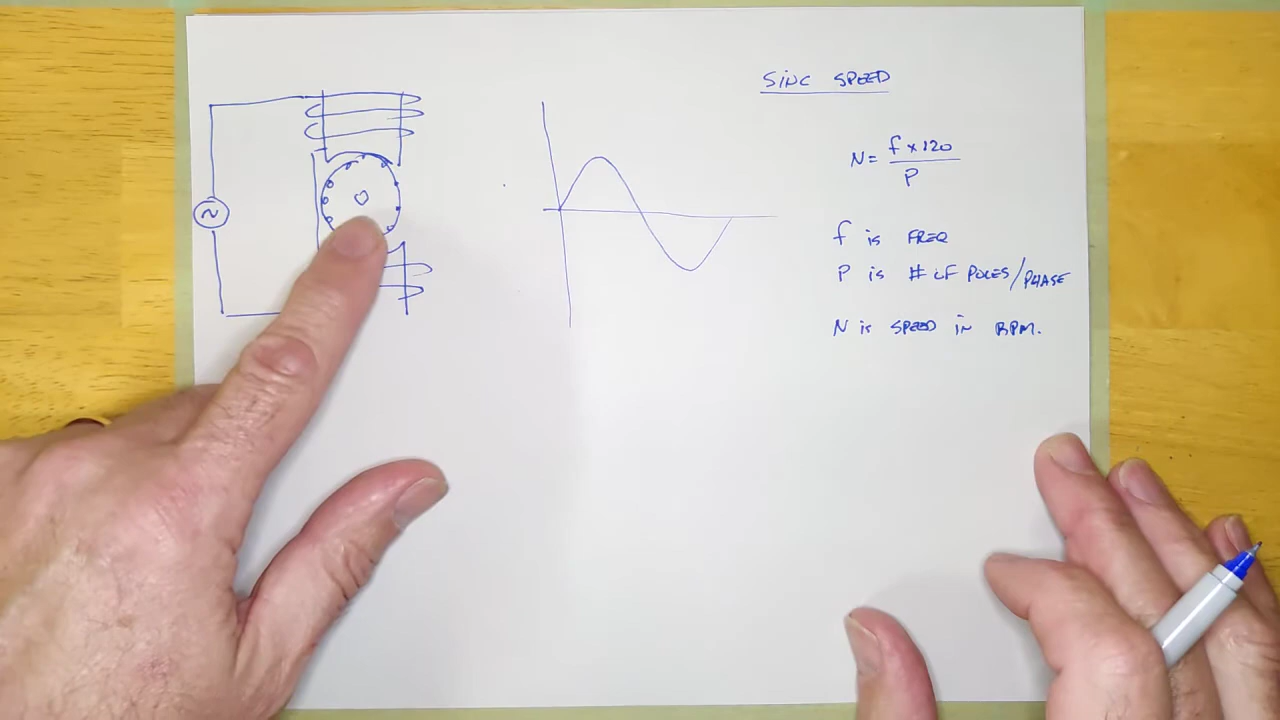 SINC SPEED
N = f x 120
P
f is FREQ
P is # OF POLES/PHASE
N is SPEED in RPM.